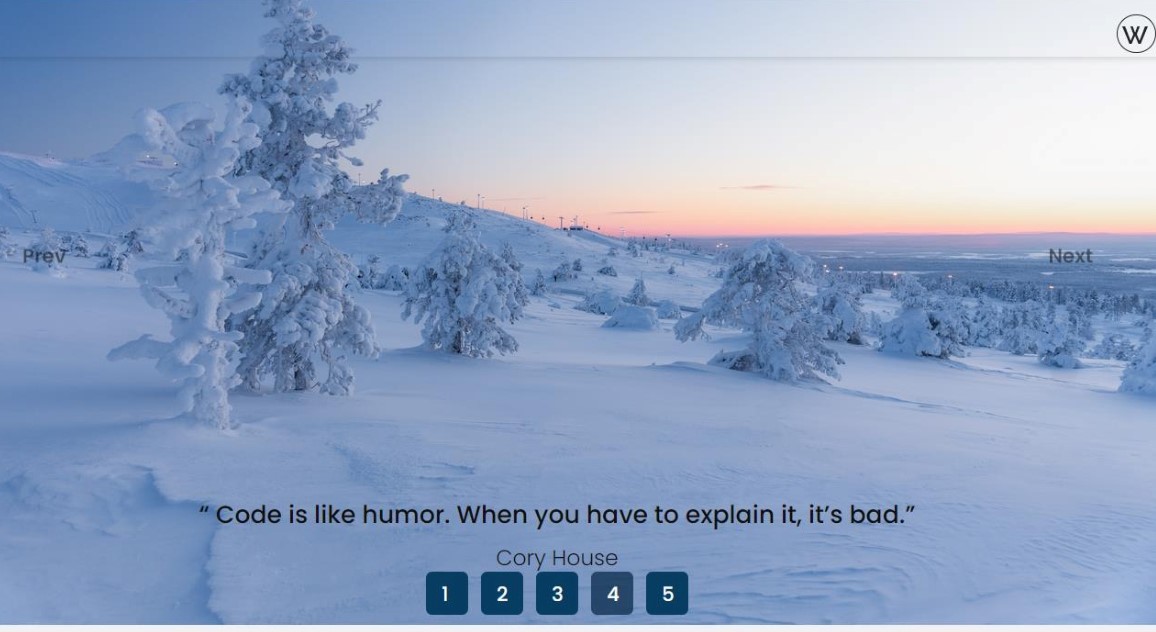 W
Prev
Next
“ Code is like humor. When you have to explain it, it’s bad.”
Cory House
1 2 3 4 5